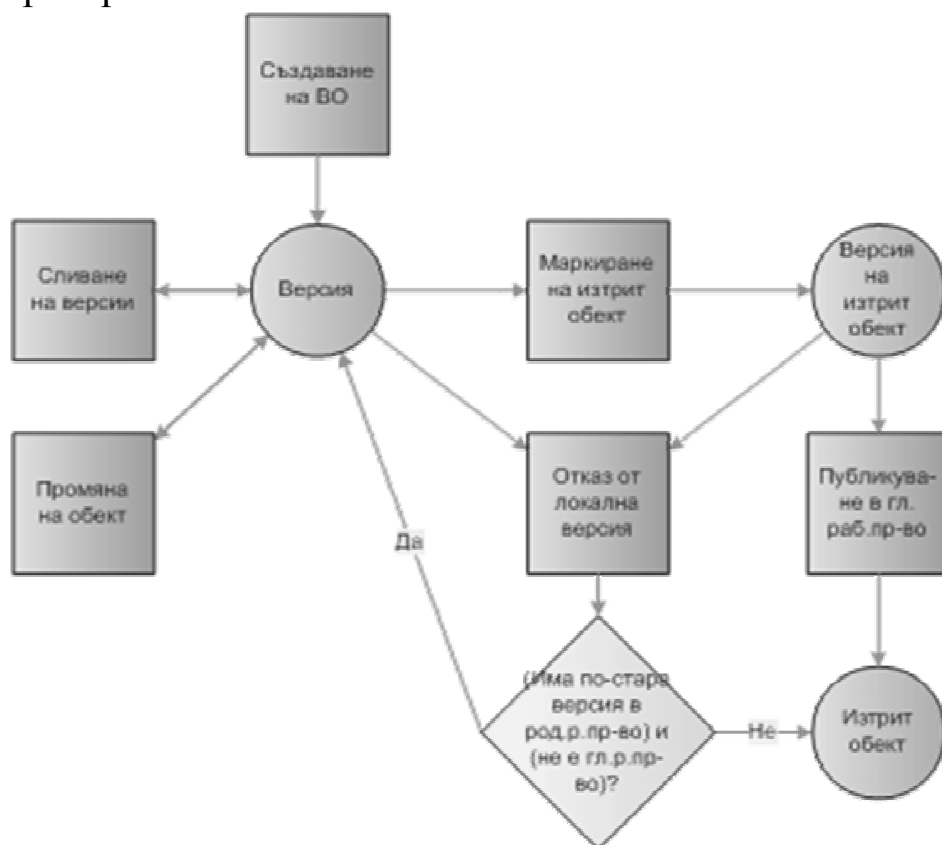 Създаване
на ВО
Сливане
на версии
Версия
Маркиране
на изтрит
обект
Версия
на
изтрит
обект
Промяна
на обект
Отказ от
локална
версия
Публикува-
не в гл.
раб.пр-во
Да
(Има по-стара
версия в
род.р.пр-во) и
(не е гл.р.пр-
во)?
Не
Изтрит
обект